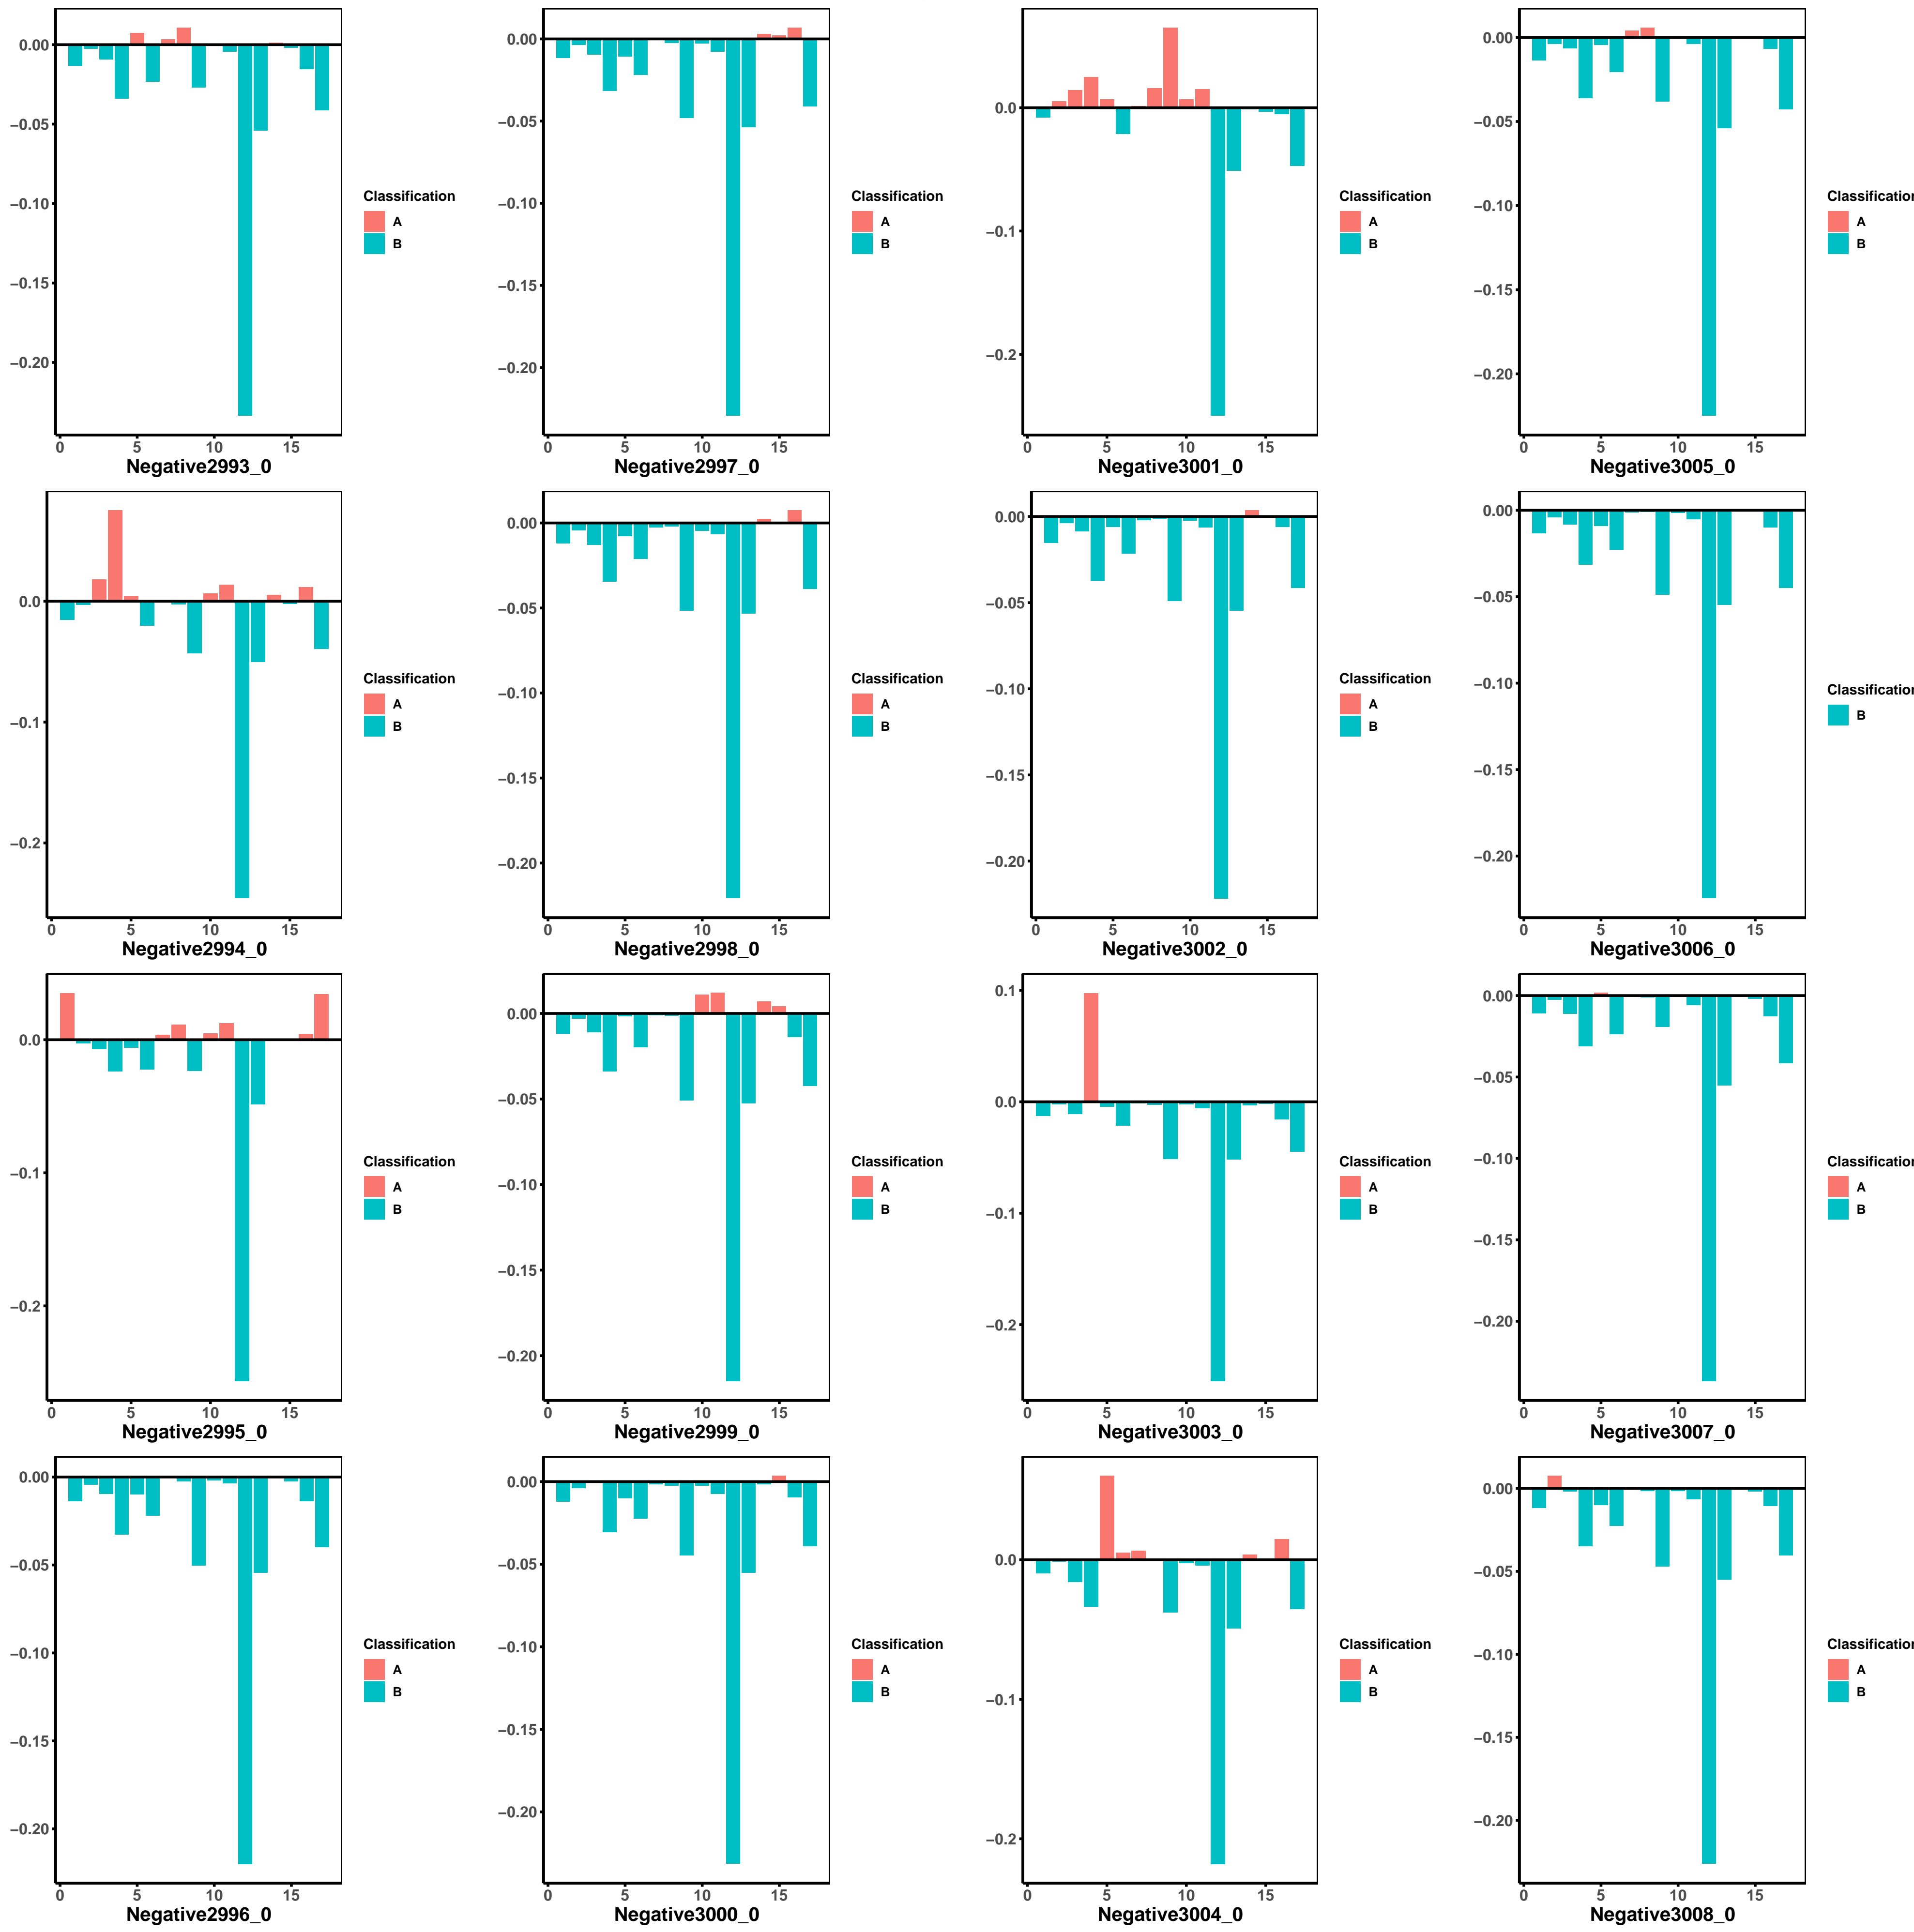 0.00
−0.05
−0.10
−0.15
−0.20
Classification
A
B
0 5 10 15
Negative2993_0
0.00
−0.05
−0.10
−0.15
−0.20
Classification
A
B
0 5 10 15
Negative2997_0
0.0
−0.1
−0.2
Classification
A
B
0 5 10 15
Negative3001_0
0.00
−0.05
−0.10
−0.15
−0.20
Classification
A
B
0 5 10 15
Negative3005_0
0.0
−0.1
−0.2
Classification
A
B
0 5 10 15
Negative2994_0
0.00
−0.05
−0.10
−0.15
−0.20
Classification
A
B
0 5 10 15
Negative2998_0
0.00
−0.05
−0.10
−0.15
−0.20
Classification
A
B
0 5 10 15
Negative3002_0
0.00
−0.05
−0.10
−0.15
−0.20
Classification
B
0 5 10 15
Negative3006_0
0.0
−0.1
−0.2
Classification
A
B
0 5 10 15
Negative2995_0
0.00
−0.05
−0.10
−0.15
−0.20
Classification
A
B
0 5 10 15
Negative2999_0
0.1
0.0
−0.1
−0.2
Classification
A
B
0 5 10 15
Negative3003_0
0.00
−0.05
−0.10
−0.15
−0.20
Classification
A
B
0 5 10 15
Negative3007_0
0.00
−0.05
−0.10
−0.15
−0.20
Classification
A
B
0 5 10 15
Negative2996_0
0.00
−0.05
−0.10
−0.15
−0.20
Classification
A
B
0 5 10 15
Negative3000_0
0.0
−0.1
−0.2
Classification
A
B
0 5 10 15
Negative3004_0
0.00
−0.05
−0.10
−0.15
−0.20
Classification
A
B
0 5 10 15
Negative3008_0